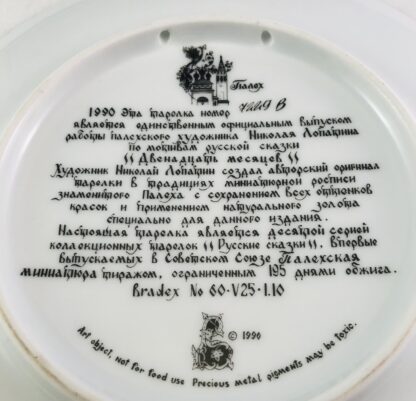 Палех
1990 Эта тарелка номер 7229 B
является единственным официальным выпуском
работы палехского художника Николая Лопатина
по мотивам русской сказки
"Двенадцать месяцев"
Художник Николай Лопатин создал авторский оригинал
тарелки в традициях миниатюрной росписи
знаменитого Палеха с сохранением всех оттенков
красок и применением натурального золота
специально для данного издания.
Настоящая тарелка является десятой серией
коллекционных тарелок "Русские сказки". Впервые
выпускаемых в Советском Союзе Палехская
миниатюра тиражом, ограниченным 195 днями обжига.
Bradex No 60-V25-1.10
© 1990
Art object, not for food use Precious metal pigments may be toxic.